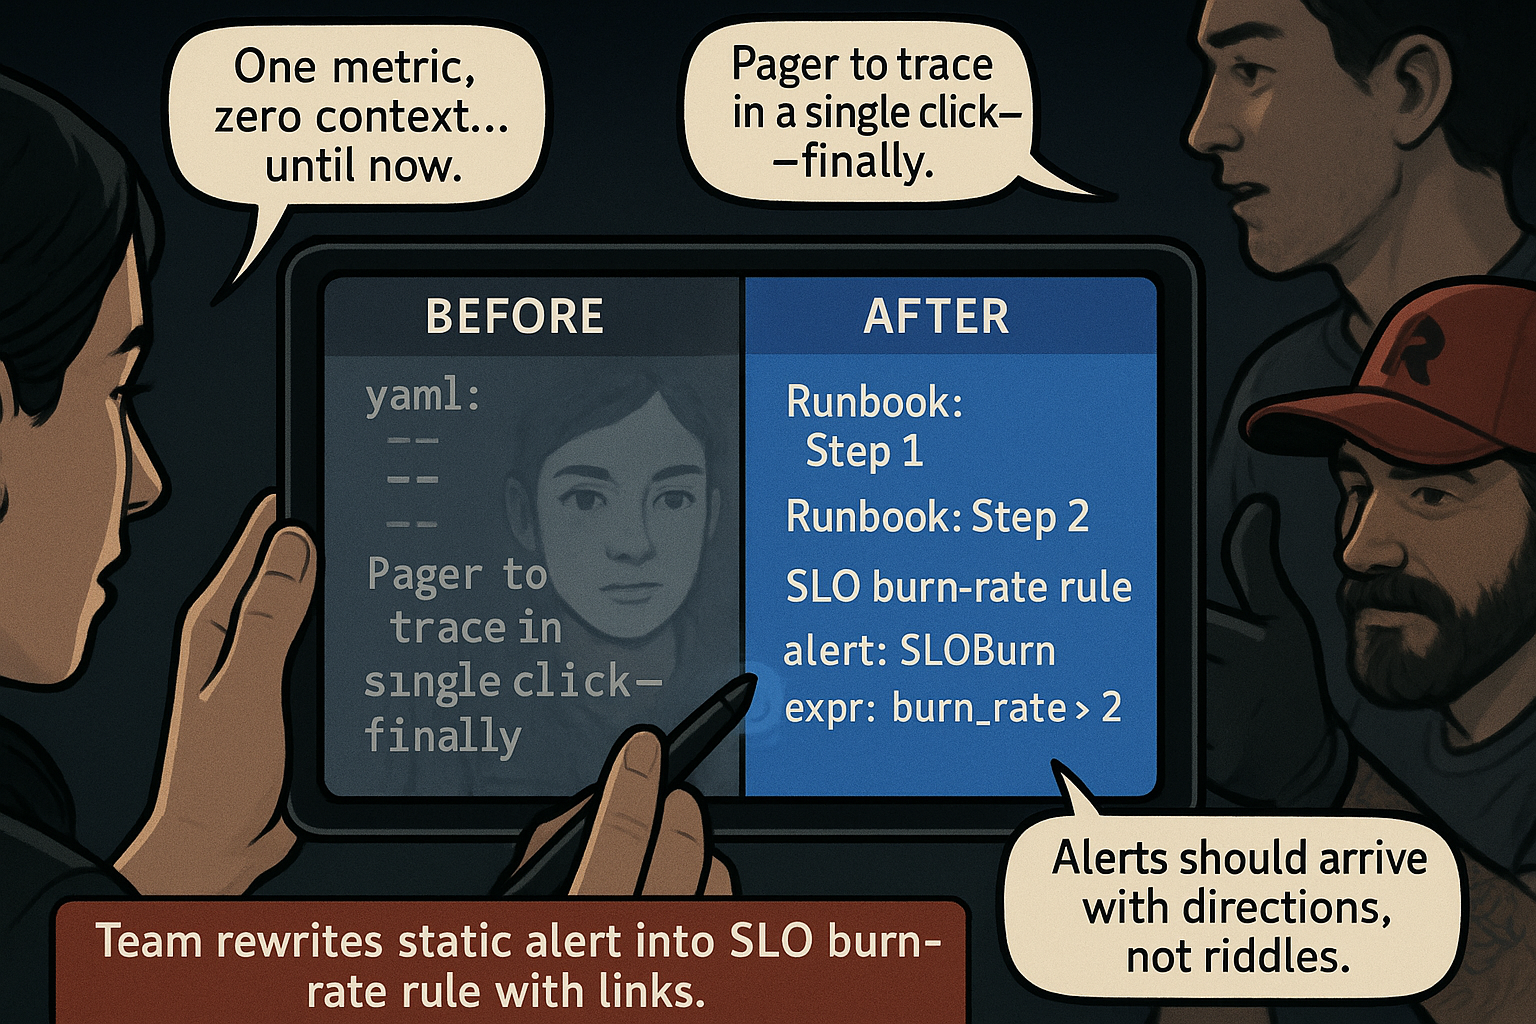 One metric,
zero context...
until now.
Pager to trace
in a single click–
–finally.
BEFORE
yaml:
--
--
--
Pager to
trace in
single click–
finally
AFTER
Runbook:
Step 1
Runbook: Step 2
SLO burn-rate rule
alert: SLOBurn
expr: burn_rate > 2
R
Alerts should arrive
with directions,
not riddles.
Team rewrites static alert into SLO burn-
rate rule with links.